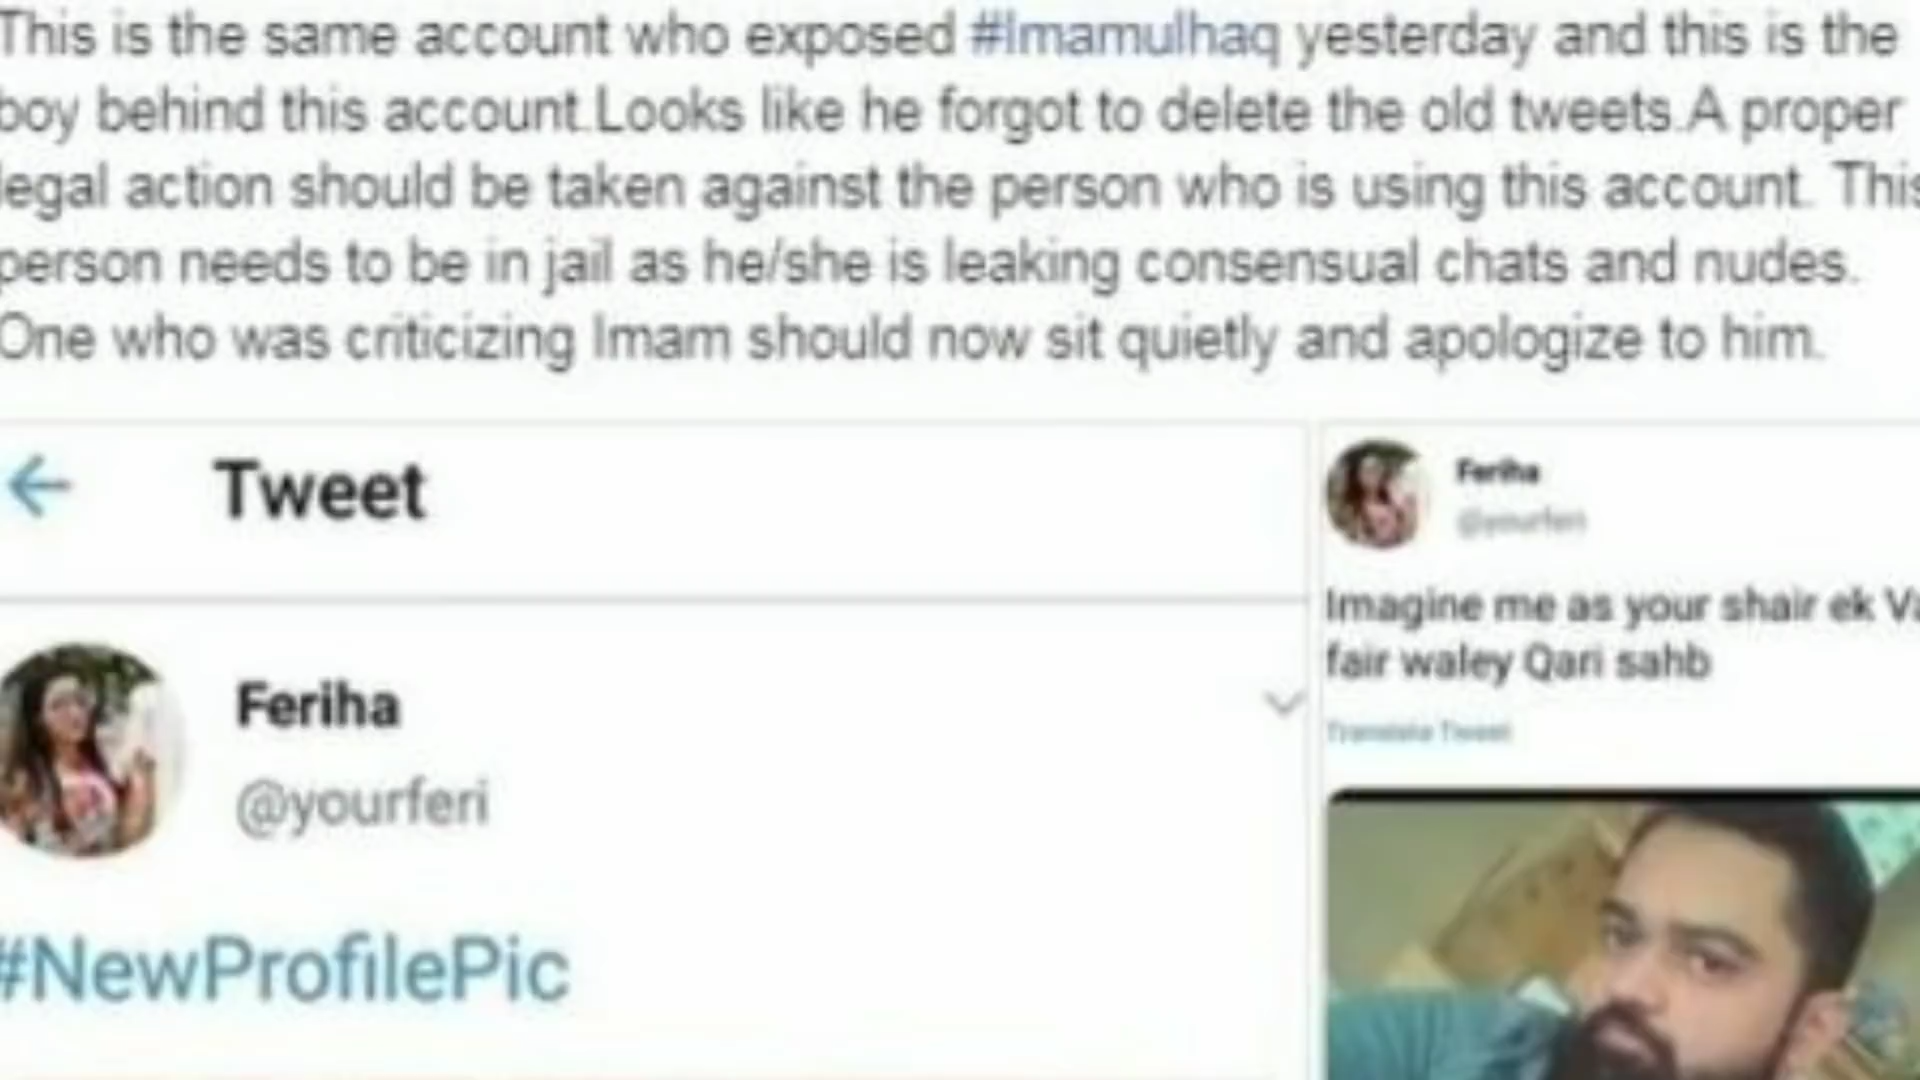 This is the same account who exposed #Imamulhaq yesterday and this is the
boy behind this account.Looks like he forgot to delete the old tweets.A proper
legal action should be taken against the person who is using this account. This
person needs to be in jail as he/she is leaking consensual chats and nudes.
One who was criticizing Imam should now sit quietly and apologize to him.
Tweet
Feriha
@yourferi
#NewProfilePic
Feriha
@yourferi
Imagine me as your shair ek Va
fair waley Qari sahb
Translate Tweet